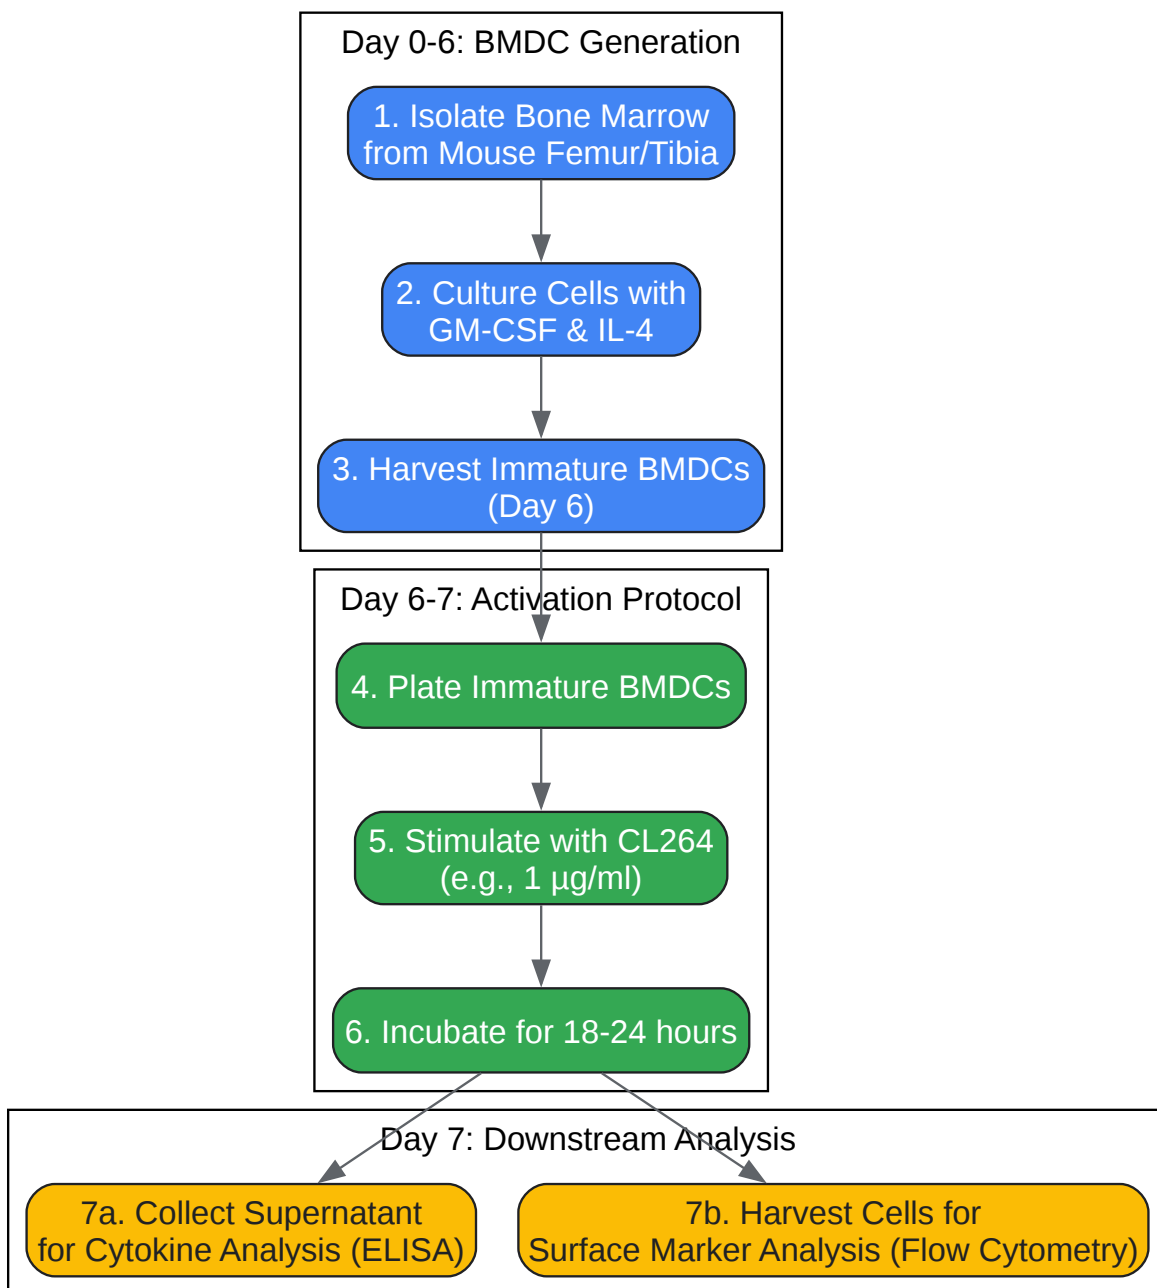 Day 0-6: BMDC Generation
1. Isolate Bone Marrow
from Mouse Femur/Tibia
2. Culture Cells with
GM-CSF & IL-4
3. Harvest Immature BMDCs
(Day 6)
Day 6-7: Activation Protocol
4. Plate Immature BMDCs
5. Stimulate with CL264
(e.g., 1 µg/ml)
6. Incubate for 18-24 hours
Day 7: Downstream Analysis
7a. Collect Supernatant
for Cytokine Analysis (ELISA)
7b. Harvest Cells for
Surface Marker Analysis (Flow Cytometry)